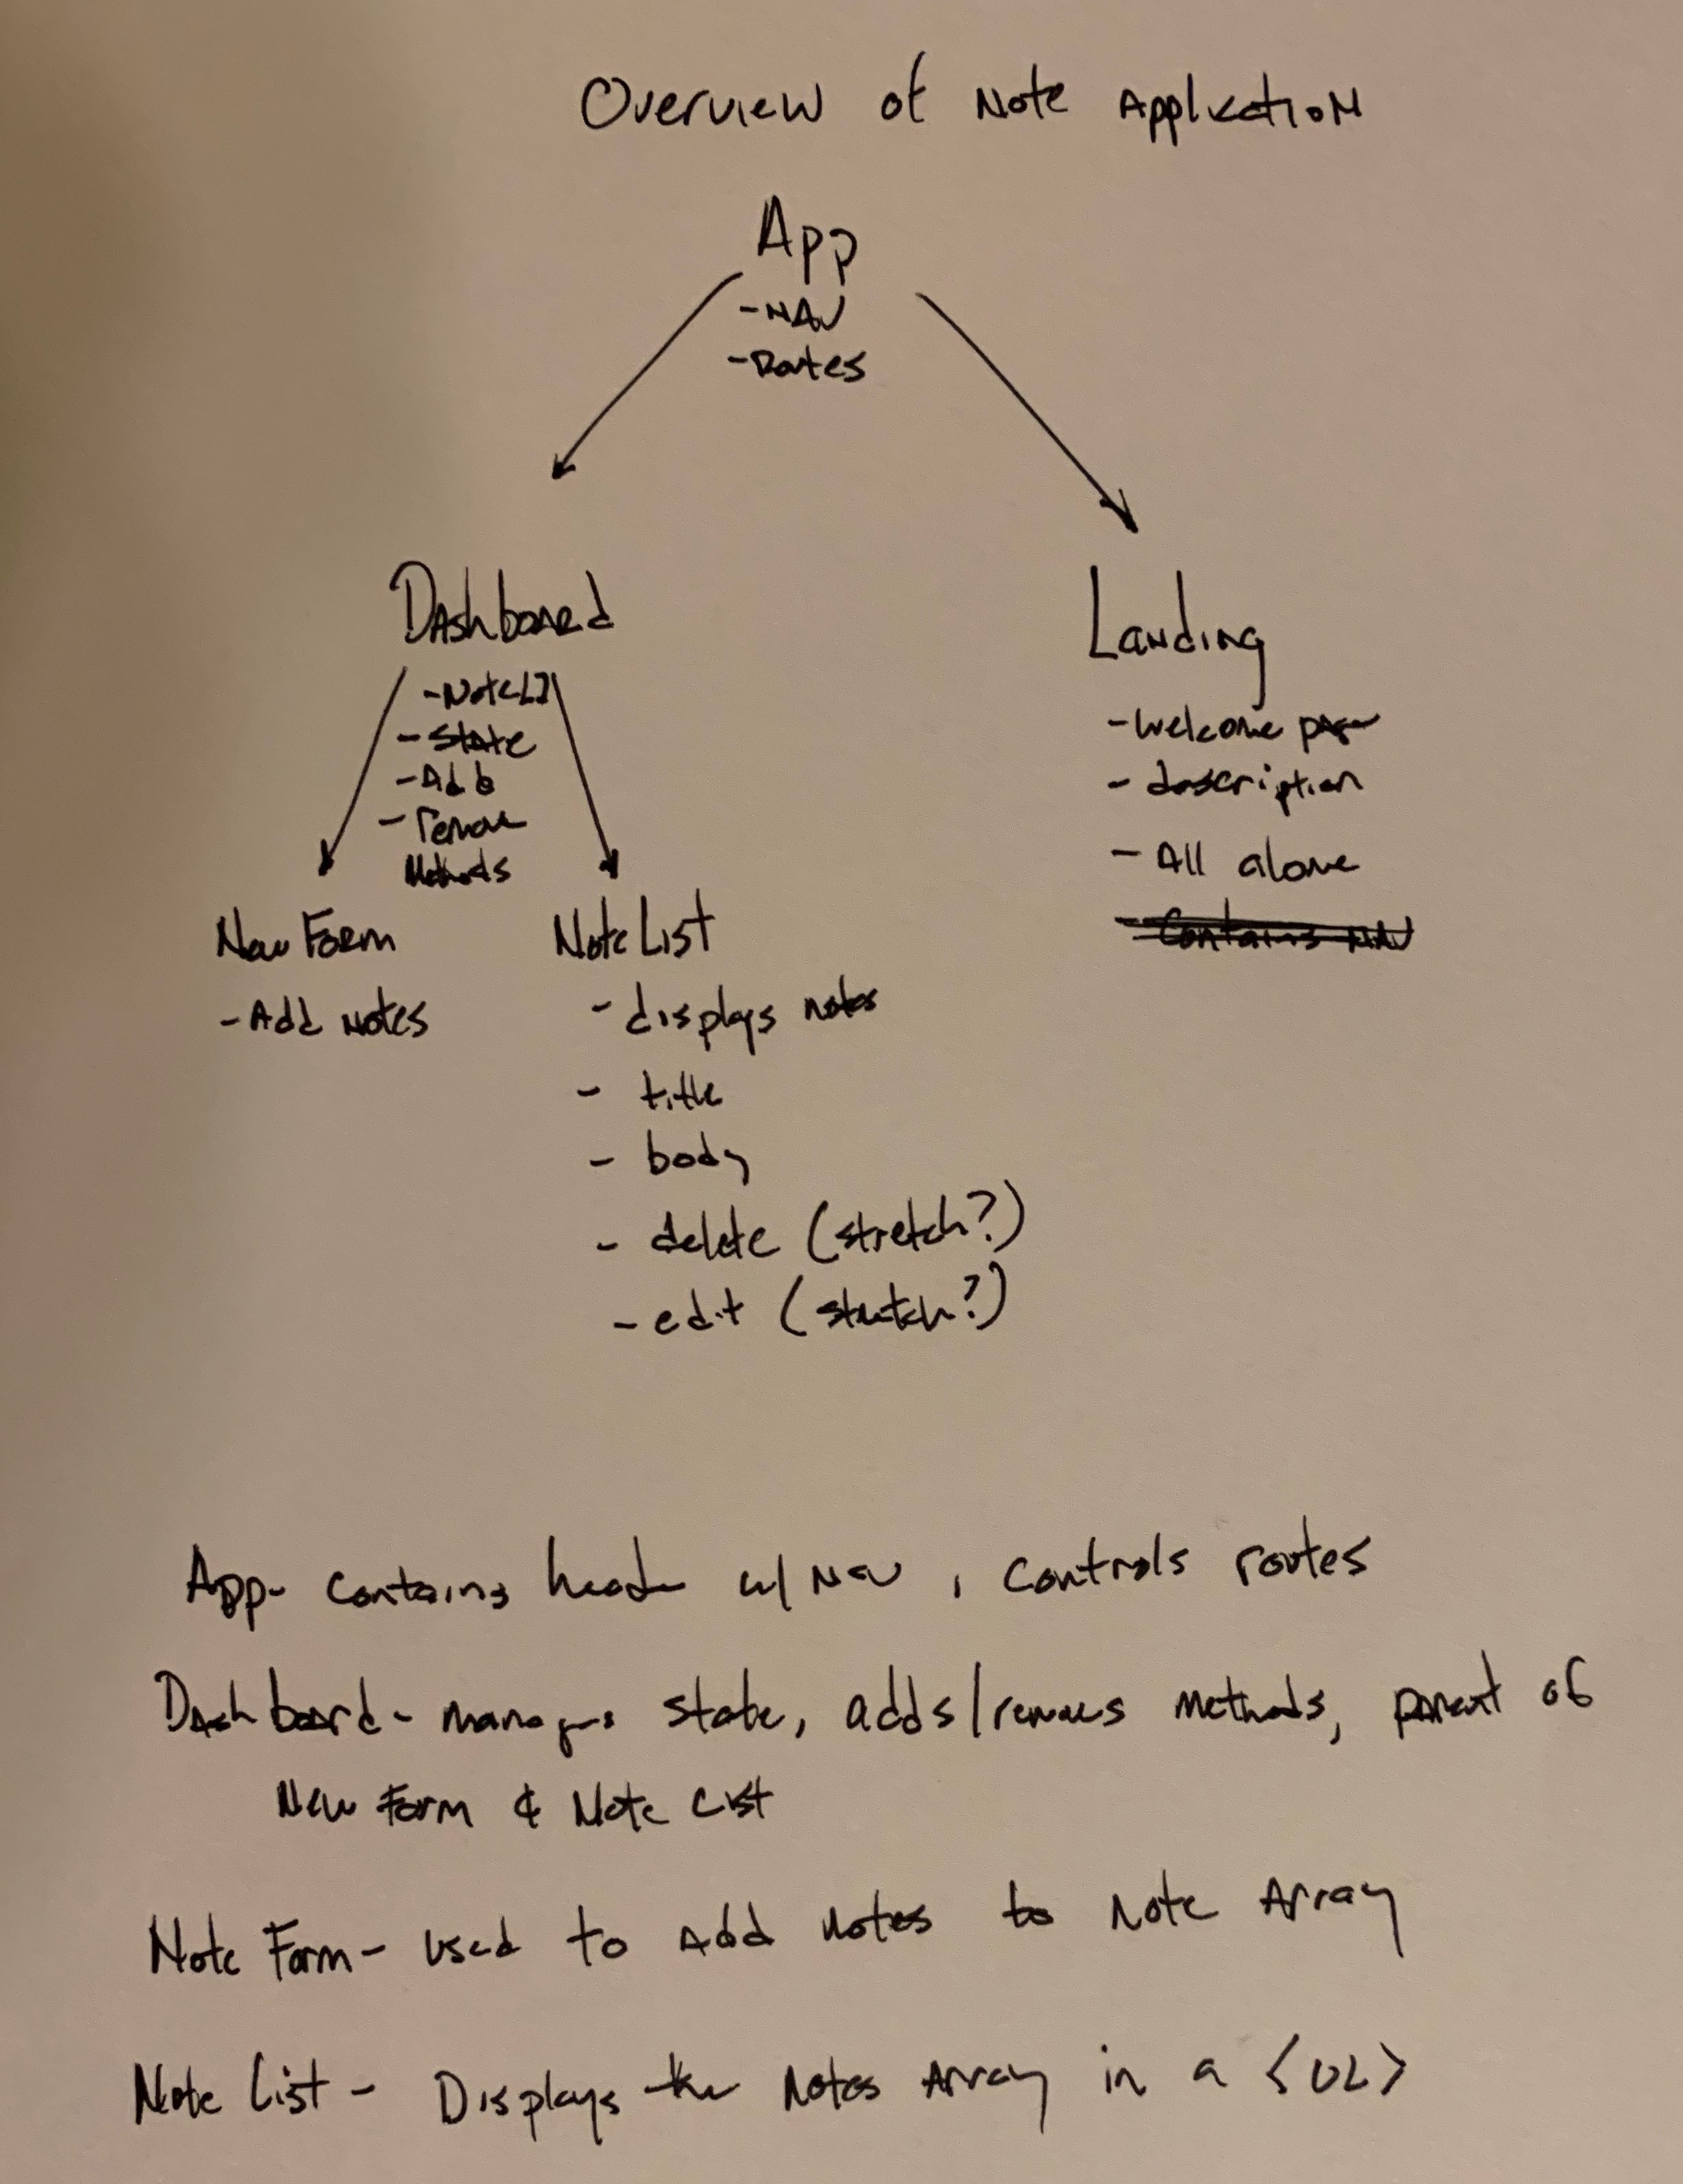 Overview of Note Application
App
- NAV
- Routes
Dashboard
- Note[]
- State
- Add
- remove
Methods
New Form
- Add notes
Note List
- displays notes
- title
- body
- delete (stretch?)
- edit (stretch?)
Landing
- welcome page
- description
- All alone
- Contains NAV
App- contains header w/ Nav, controls routes
Dashboard- manages state, adds/removes methods, parent of
New Form & Note List
Note Form- used to Add notes to Note Array
Note List - Displays the Notes Array in a <UL>